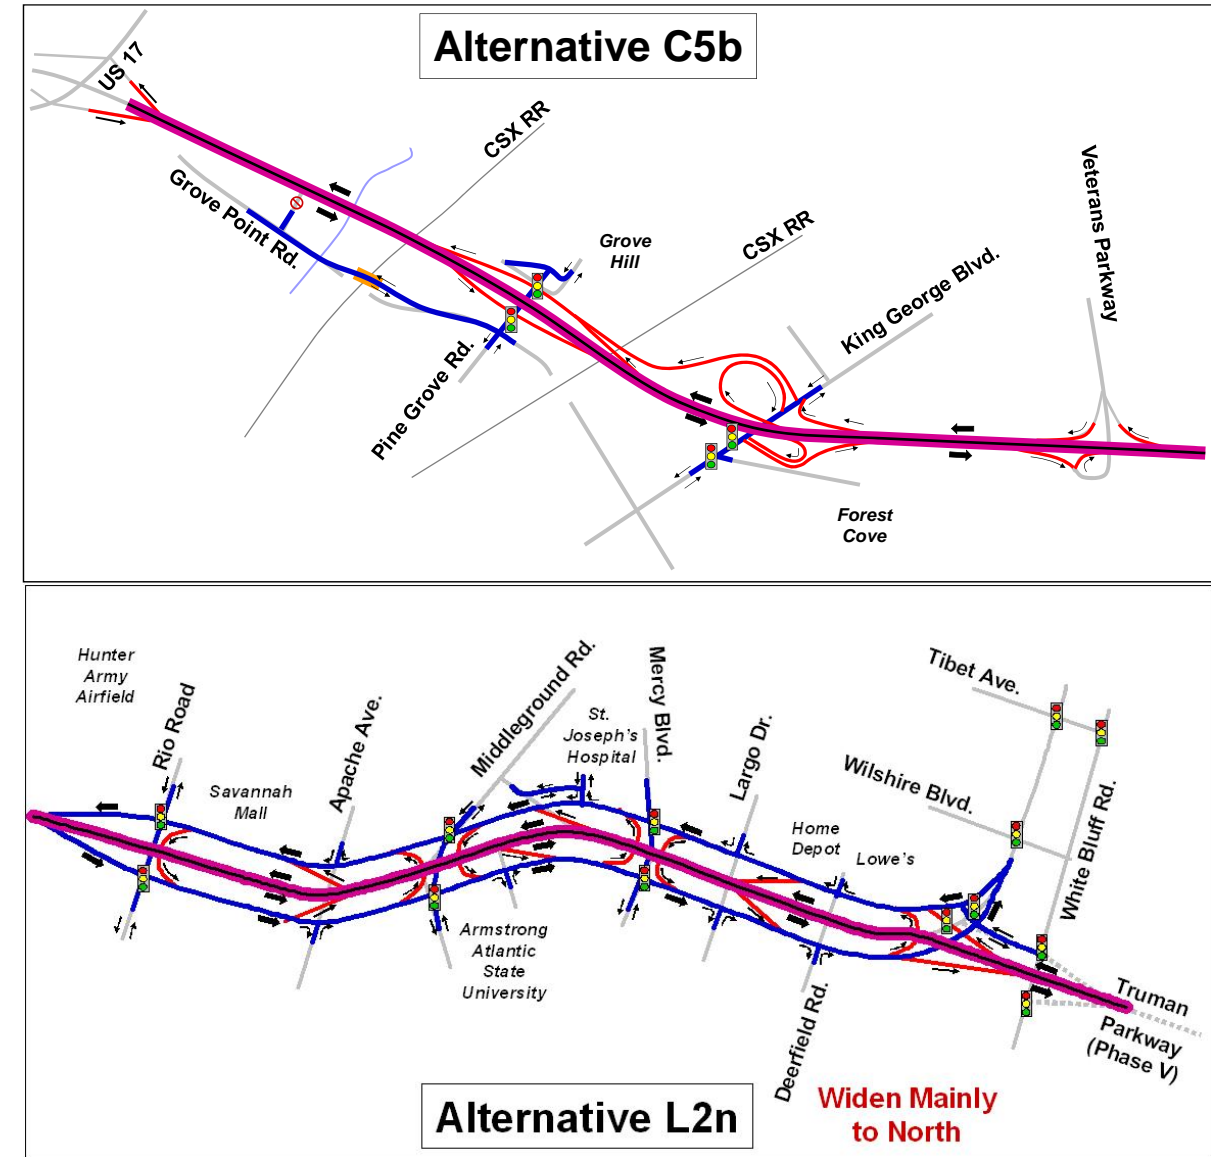 Alternative C5b
US 17
CSX RR
Grove Point Rd.
Grove
Hill
CSX RR
Veterans Parkway
King George Blvd.
Pine Grove Rd.
Forest
Cove
Hunter
Army
Airfield
Rio Road
Savannah
Mall
Apache Ave.
Middleground Rd.
St.
Joseph's
Hospital
Mercy Blvd.
Largo Dr.
Tibet Ave.
Wilshire Blvd.
White Bluff Rd.
Home
Depot
Lowe's
Armstrong
Atlantic
State
University
Deerfield Rd.
Truman
Parkway
(Phase V)
Alternative L2n
Widen Mainly
to North